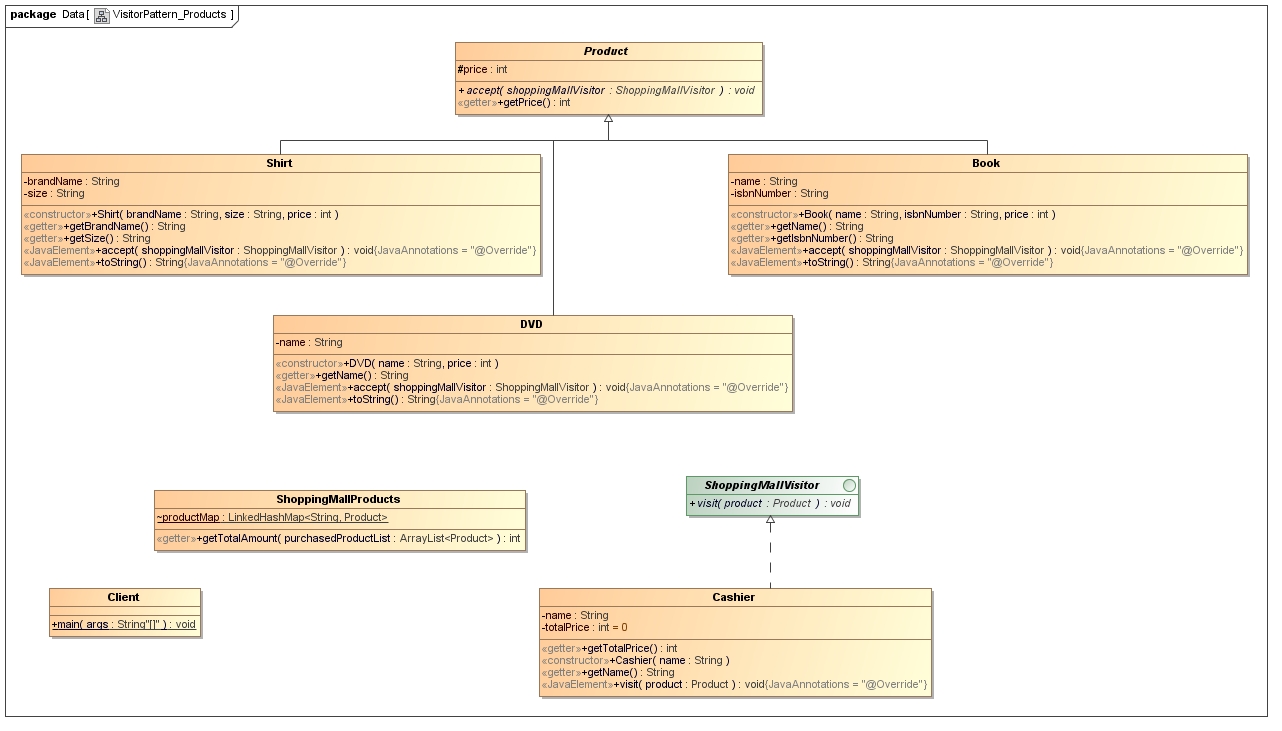 package Data[ VisitorPattern_Products ]
Product
#price : int
+accept( shoppingMallVisitor : ShoppingMallVisitor ) : void
«getter»+getPrice() : int
Shirt
-brandName : String
-size : String
«constructor»+Shirt( brandName : String, size : String, price : int )
«getter»+getBrandName() : String
«getter»+getSize() : String
«JavaElement»+accept( shoppingMallVisitor : ShoppingMallVisitor ) : void{JavaAnnotations = "@Override"}
«JavaElement»+toString() : String{JavaAnnotations = "@Override"}
Book
-name : String
-isbnNumber : String
«constructor»+Book( name : String, isbnNumber : String, price : int )
«getter»+getName() : String
«getter»+getIsbnNumber() : String
«JavaElement»+accept( shoppingMallVisitor : ShoppingMallVisitor ) : void{JavaAnnotations = "@Override"}
«JavaElement»+toString() : String{JavaAnnotations = "@Override"}
DVD
-name : String
«constructor»+DVD( name : String, price : int )
«getter»+getName() : String
«JavaElement»+accept( shoppingMallVisitor : ShoppingMallVisitor ) : void{JavaAnnotations = "@Override"}
«JavaElement»+toString() : String{JavaAnnotations = "@Override"}
ShoppingMallProducts
~productMap : LinkedHashMap<String, Product>
«getter»+getTotalAmount( purchasedProductList : ArrayList<Product> ) : int
ShoppingMallVisitor
+visit( product : Product ) : void
Client
+main( args : String"[]" ) : void
Cashier
-name : String
-totalPrice : int = 0
«getter»+getTotalPrice() : int
«constructor»+Cashier( name : String )
«getter»+getName() : String
«JavaElement»+visit( product : Product ) : void{JavaAnnotations = "@Override"}